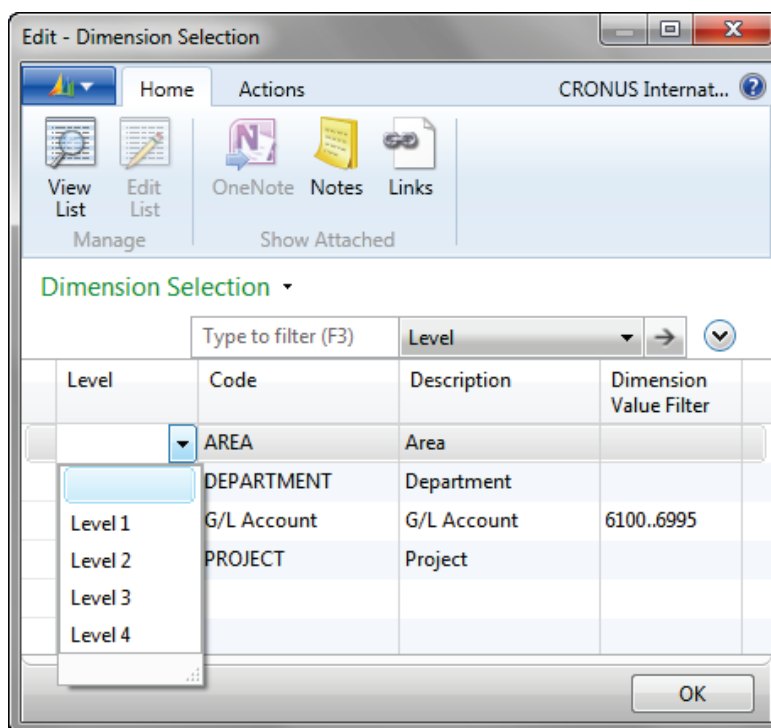 Edit - Dimension Selection
Home Actions CRONUS Internat...
View List
Edit List
OneNote Notes Links
Manage Show Attached
Dimension Selection
Type to filter (F3) Level
Level Code Description Dimension Value Filter
AREA Area
DEPARTMENT Department
Level 1 G/L Account G/L Account 6100..6995
Level 2 PROJECT Project
Level 3
Level 4
OK